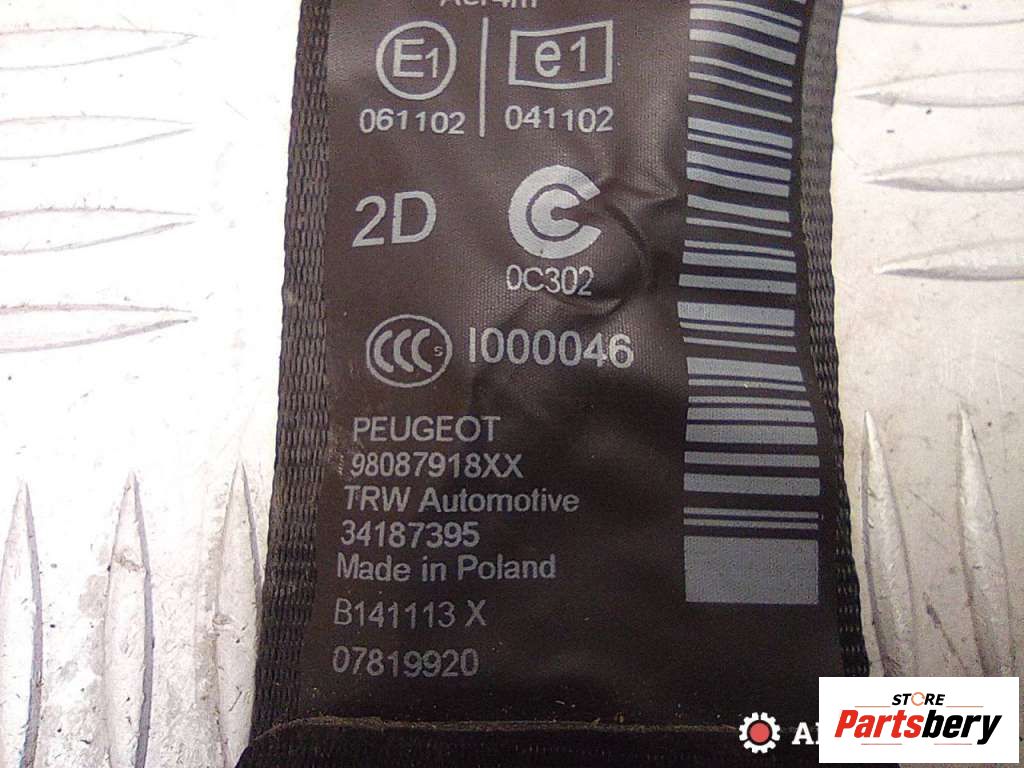 E1 e1
061102 041102
2D
0C302
CCC S I000046
PEUGEOT
98087918XX
TRW Automotive
34187395
Made in Poland
B141113 X
07819920
STORE
Partsbery